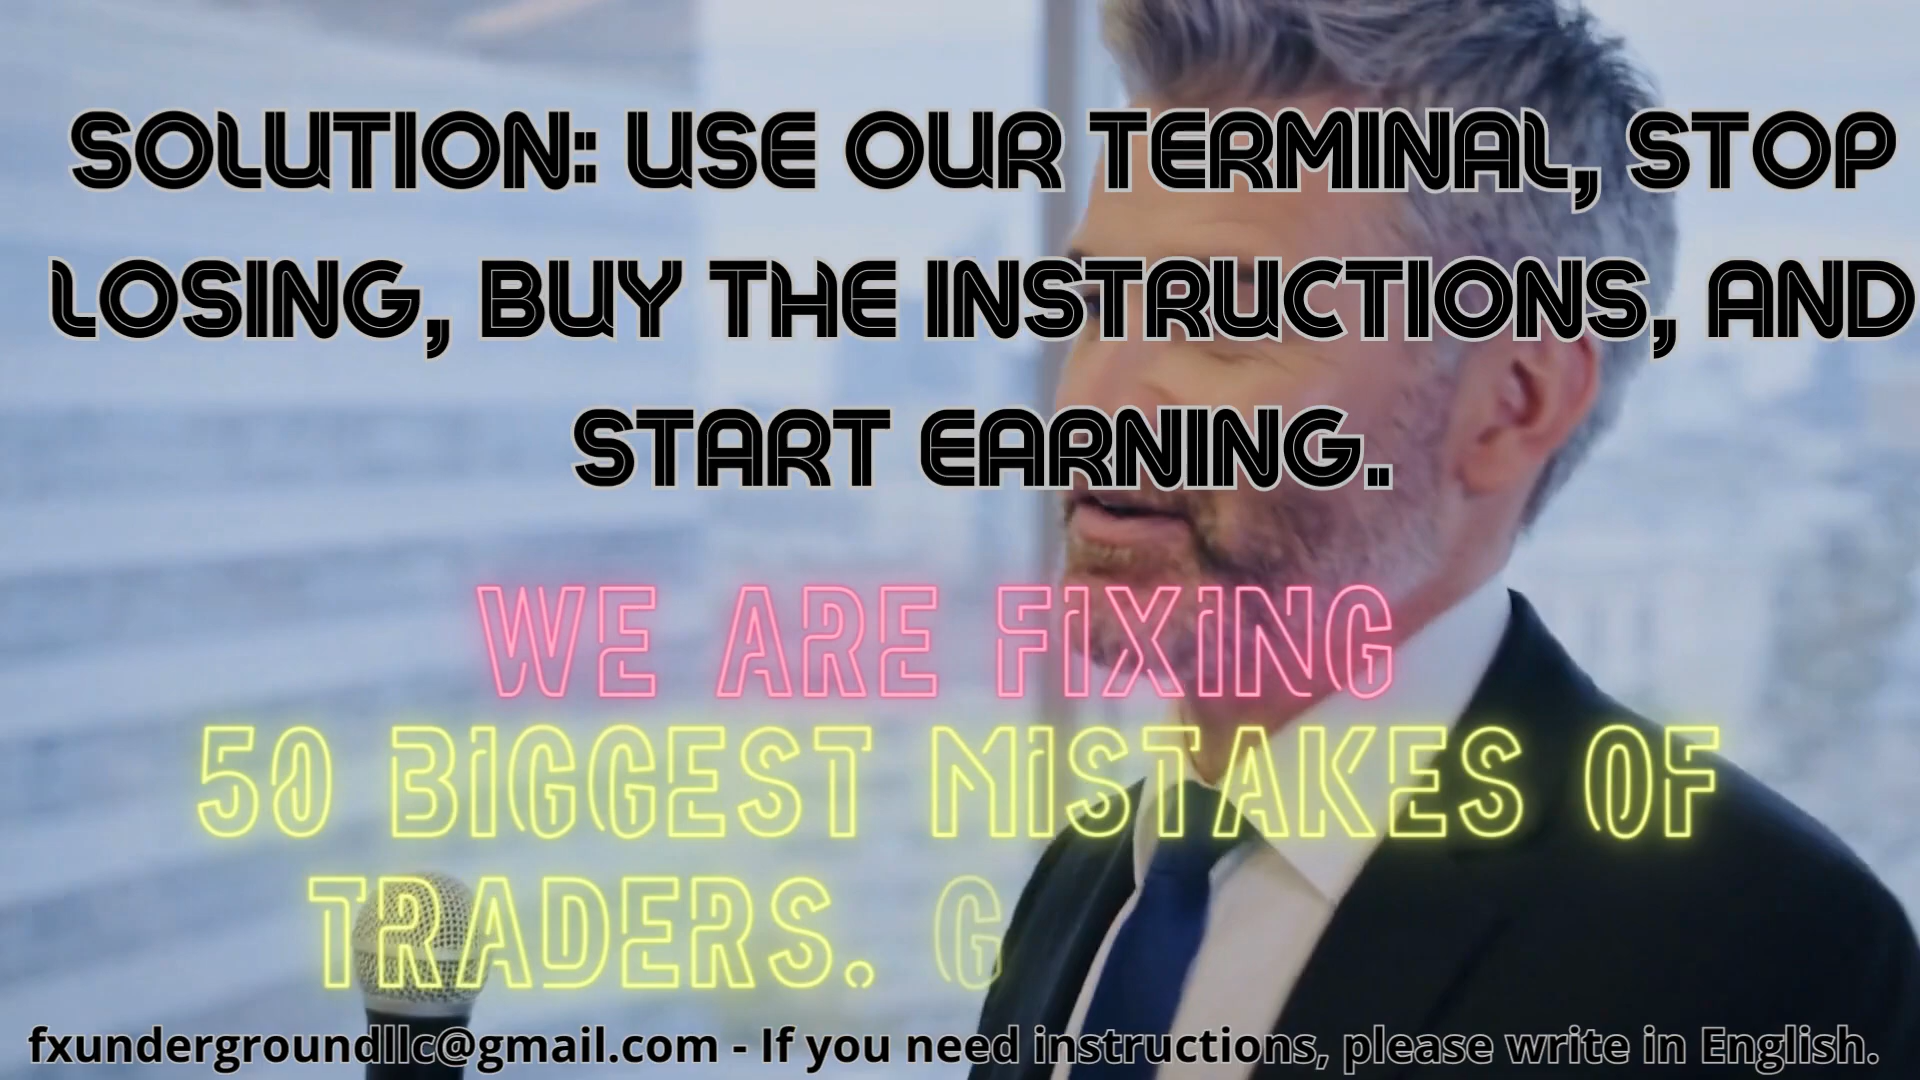 SOLUTION: USE OUR TERMINAL, STOP
LOSING, BUY THE INSTRUCTIONS, AND
START EARNING.
WE ARE FIXING
50 BIGGEST MISTAKES OF
TRADERS. G
fxundergroundllc@gmail.com - If you need instructions, please write in English.